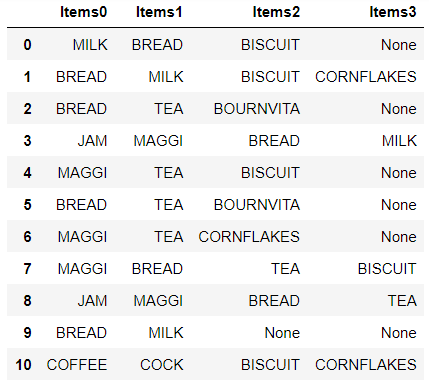 Items0 Items1 Items2 Items3
0 MILK BREAD BISCUIT None
1 BREAD MILK BISCUIT CORNFLAKES
2 BREAD TEA BOURNVITA None
3 JAM MAGGI BREAD MILK
4 MAGGI TEA BISCUIT None
5 BREAD TEA BOURNVITA None
6 MAGGI TEA CORNFLAKES None
7 MAGGI BREAD TEA BISCUIT
8 JAM MAGGI BREAD TEA
9 BREAD MILK None None
10 COFFEE COCK BISCUIT CORNFLAKES